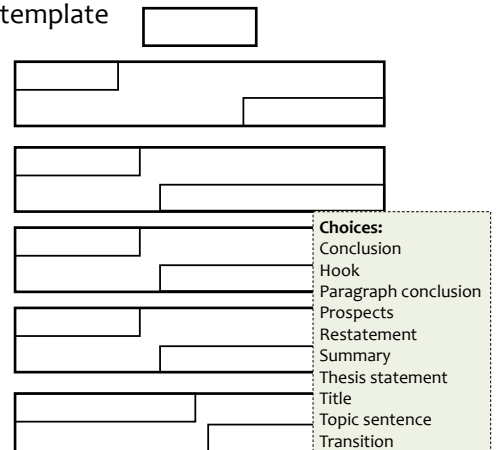 template
Choices:
Conclusion
Hook
Paragraph conclusion
Prospects
Restatement
Summary
Thesis statement
Title
Topic sentence
Transition